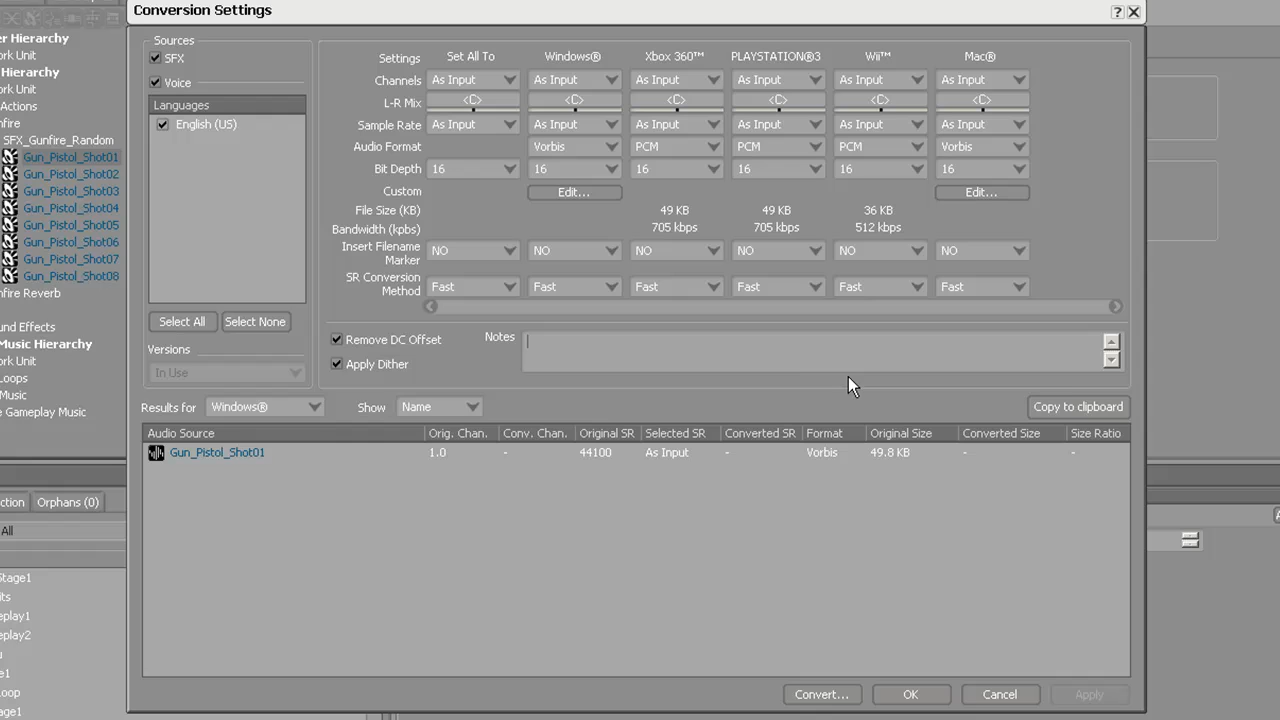 Conversion Settings
er Hierarchy
ork Unit
Hierarchy
ork Unit
Actions
nfire
SFX_Gunfire_Random
Gun_Pistol_Shot01
Gun_Pistol_Shot02
Gun_Pistol_Shot03
Gun_Pistol_Shot04
Gun_Pistol_Shot05
Gun_Pistol_Shot06
Gun_Pistol_Shot07
Gun_Pistol_Shot08
nfire Reverb
und Effects
Music Hierarchy
ork Unit
Loops
Music
e Gameplay Music
ction Orphans (0)
All
Stage1
its
eplay1
eplay2
u
e1
oop
age1
Sources
SFX
Voice
Languages
English (US)
Select All Select None
Versions
In Use
Settings Set All To Windows® Xbox 360™ PLAYSTATION®3 Wii™ Mac®
Channels As Input As Input As Input As Input As Input As Input
L-R Mix <C> <C> <C> <C> <C> <C>
Sample Rate As Input As Input As Input As Input As Input As Input
Audio Format Vorbis PCM PCM PCM Vorbis
Bit Depth 16 16 16 16 16 16
Custom Edit... Edit...
File Size (KB) 49 KB 49 KB 36 KB
Bandwidth (kpbs) 705 kbps 705 kbps 512 kbps
Insert Filename Marker NO NO NO NO NO NO
SR Conversion Method Fast Fast Fast Fast Fast Fast
Remove DC Offset Notes
Apply Dither
Results for Windows® Show Name Copy to clipboard
Audio Source Orig. Chan. Conv. Chan. Original SR Selected SR Converted SR Format Original Size Converted Size Size Ratio
Gun_Pistol_Shot01 1.0 - 44100 As Input - Vorbis 49.8 KB - -
Convert... OK Cancel Apply